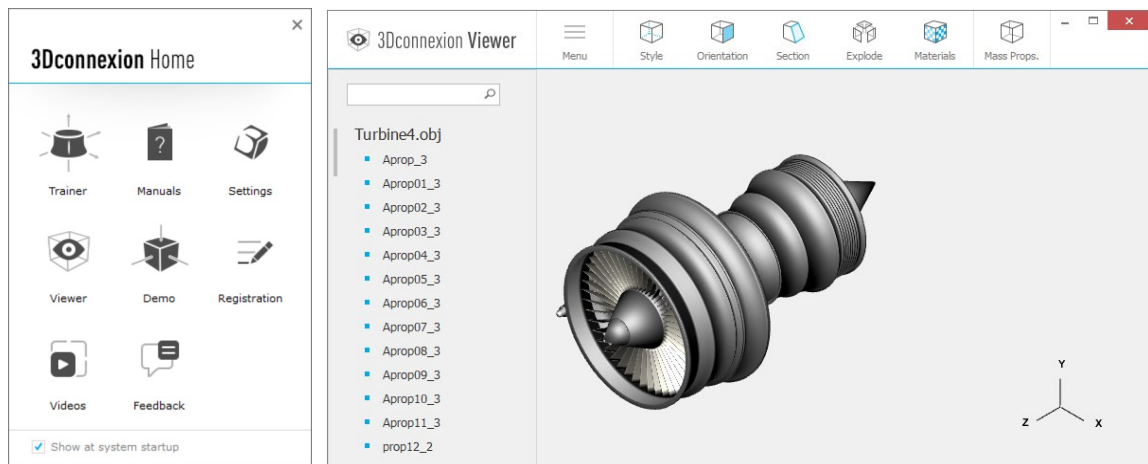 3Dconnexion Home
Trainer Manuals Settings
Viewer Demo Registration
Videos Feedback
Show at system startup
3Dconnexion Viewer
Menu Style Orientation Section Explode Materials Mass Props.
Turbine4.obj
Aprop_3
Aprop01_3
Aprop02_3
Aprop03_3
Aprop04_3
Aprop05_3
Aprop06_3
Aprop07_3
Aprop08_3
Aprop09_3
Aprop10_3
Aprop11_3
prop12_2
Y
Z X